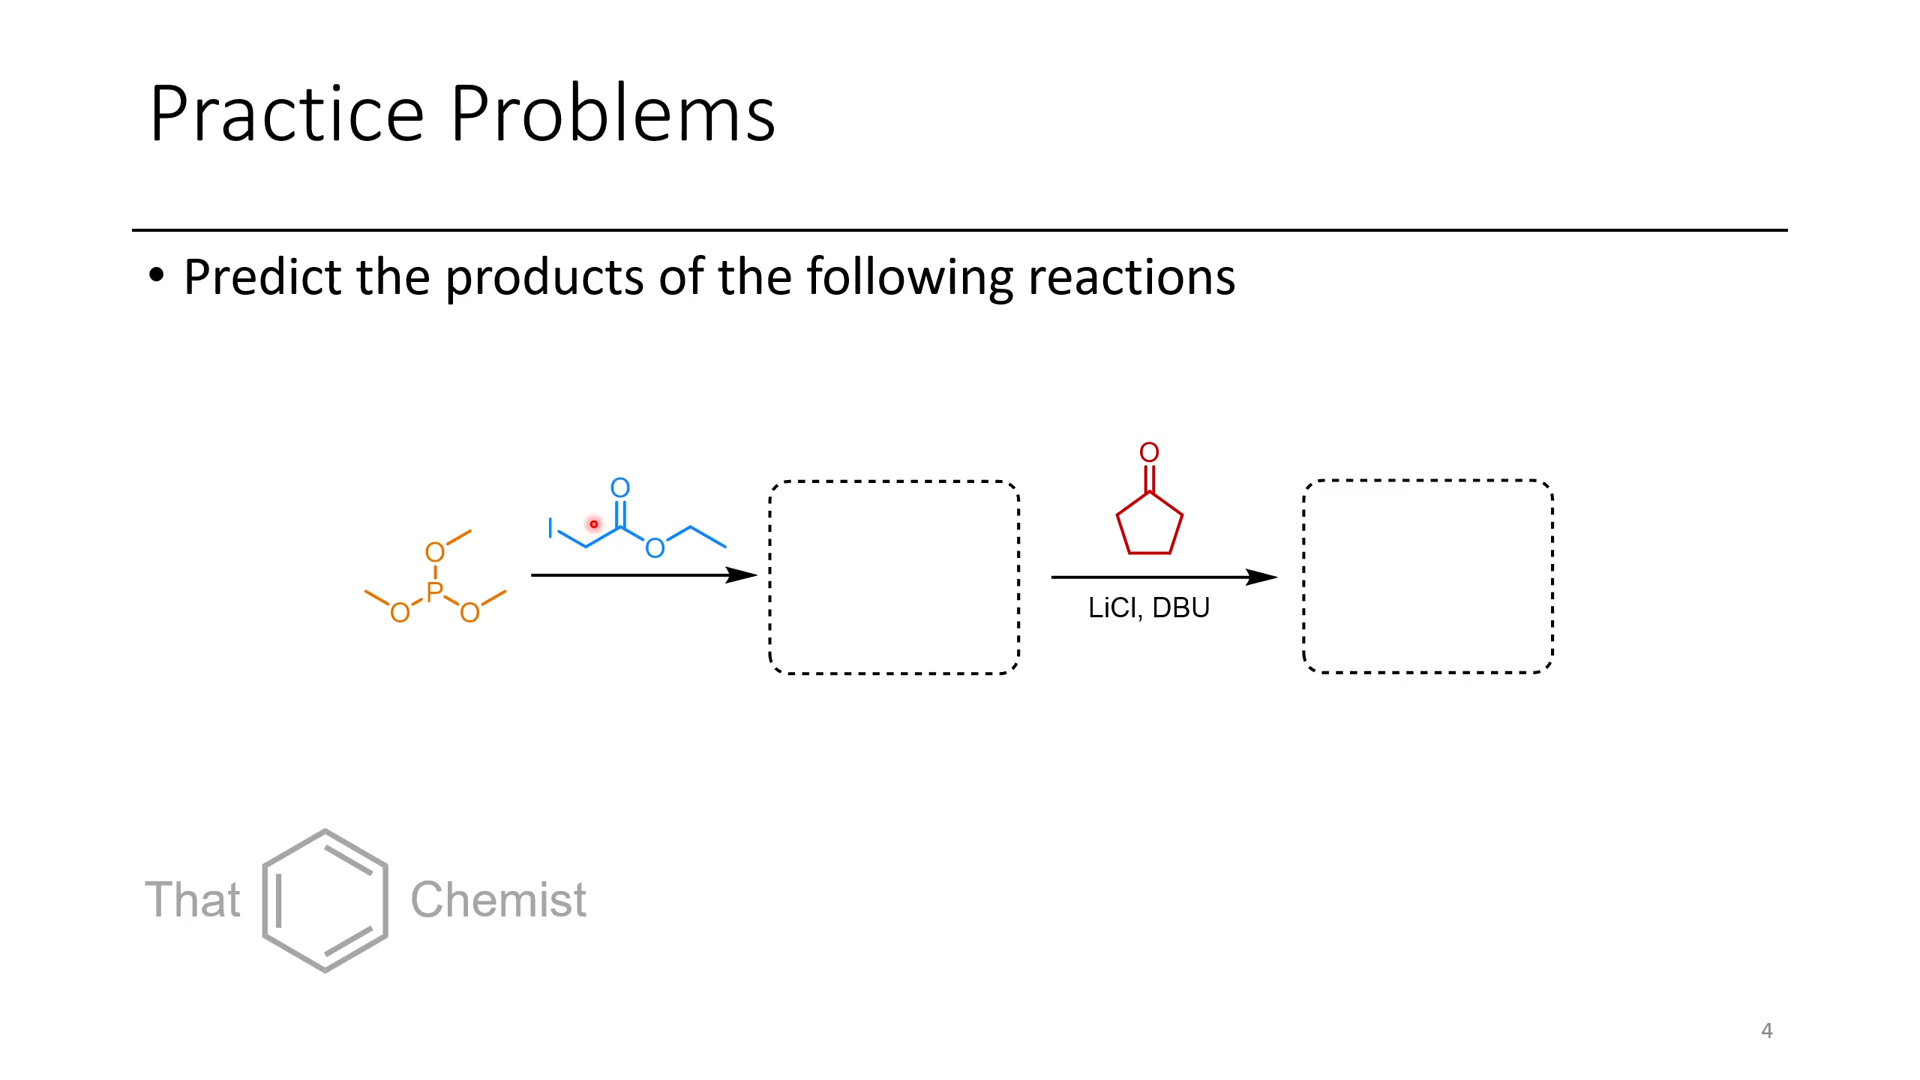 Practice Problems
• Predict the products of the following reactions
O
O
P
O
O
I
O
O
O
LiCl, DBU
That Chemist
4